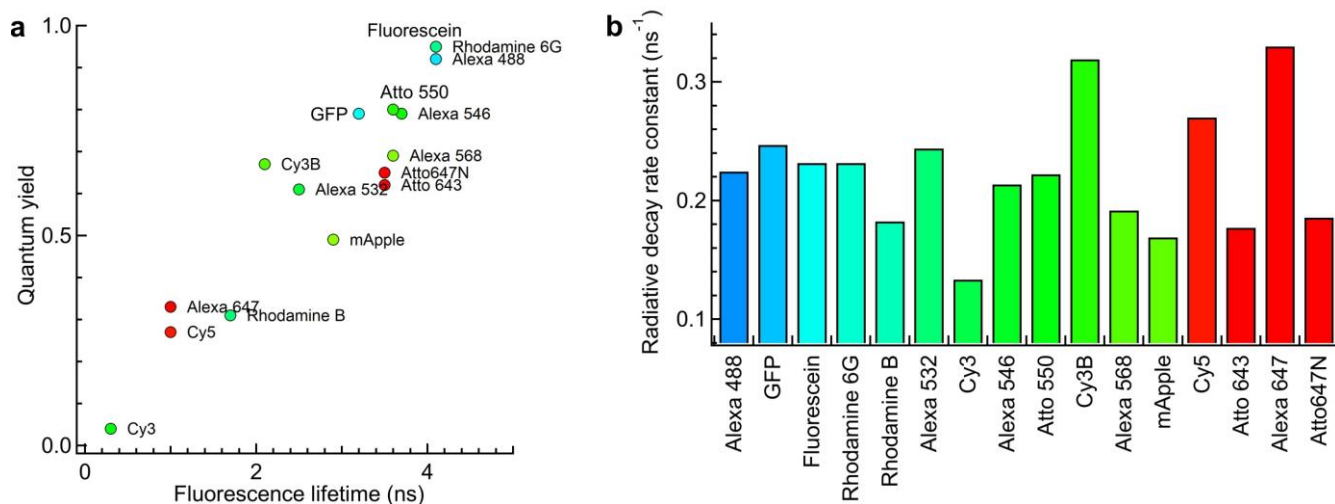 a
1.0
0.5
0.0
Quantum yield
Fluorescein
Rhodamine 6G
Alexa 488
Atto 550
GFP
Alexa 546
Cy3B
Alexa 568
Atto647N
Alexa 532
Atto 643
mApple
Alexa 647
Rhodamine B
Cy5
Cy3
0
2
4
Fluorescence lifetime (ns)
b
Radiative decay rate constant (ns⁻¹)
0.3
0.2
0.1
Alexa 488
GFP
Fluorescein
Rhodamine 6G
Rhodamine B
Alexa 532
Cy3
Alexa 546
Atto 550
Cy3B
Alexa 568
mApple
Cy5
Atto 643
Alexa 647
Atto647N